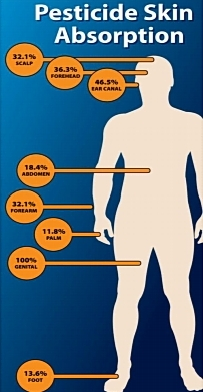 Pesticide Skin
Absorption
32.1%
SCALP
36.3%
FOREHEAD
46.5%
EAR CANAL
18.4%
ABDOMEN
32.1%
FOREARM
11.8%
PALM
100%
GENITAL
13.6%
FOOT